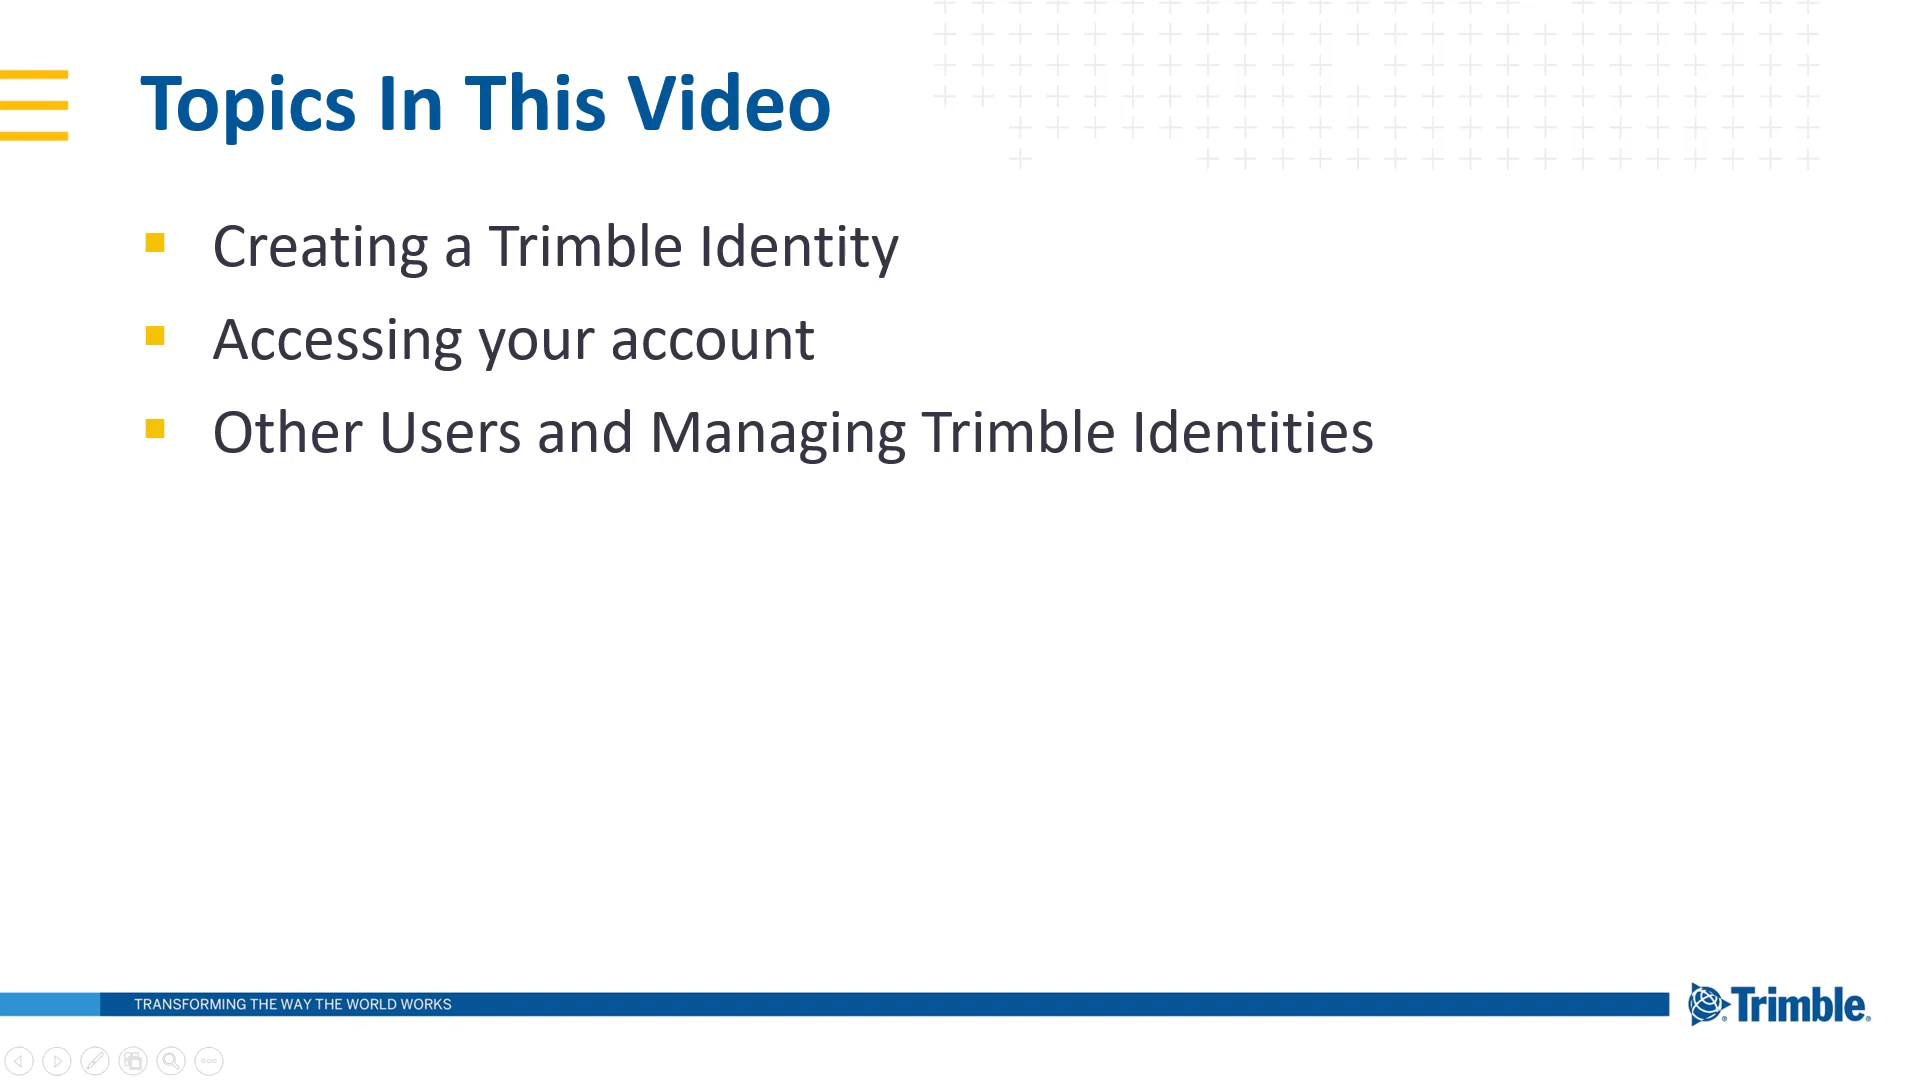 Topics In This Video
Creating a Trimble Identity
Accessing your account
Other Users and Managing Trimble Identities
TRANSFORMING THE WAY THE WORLD WORKS
Trimble